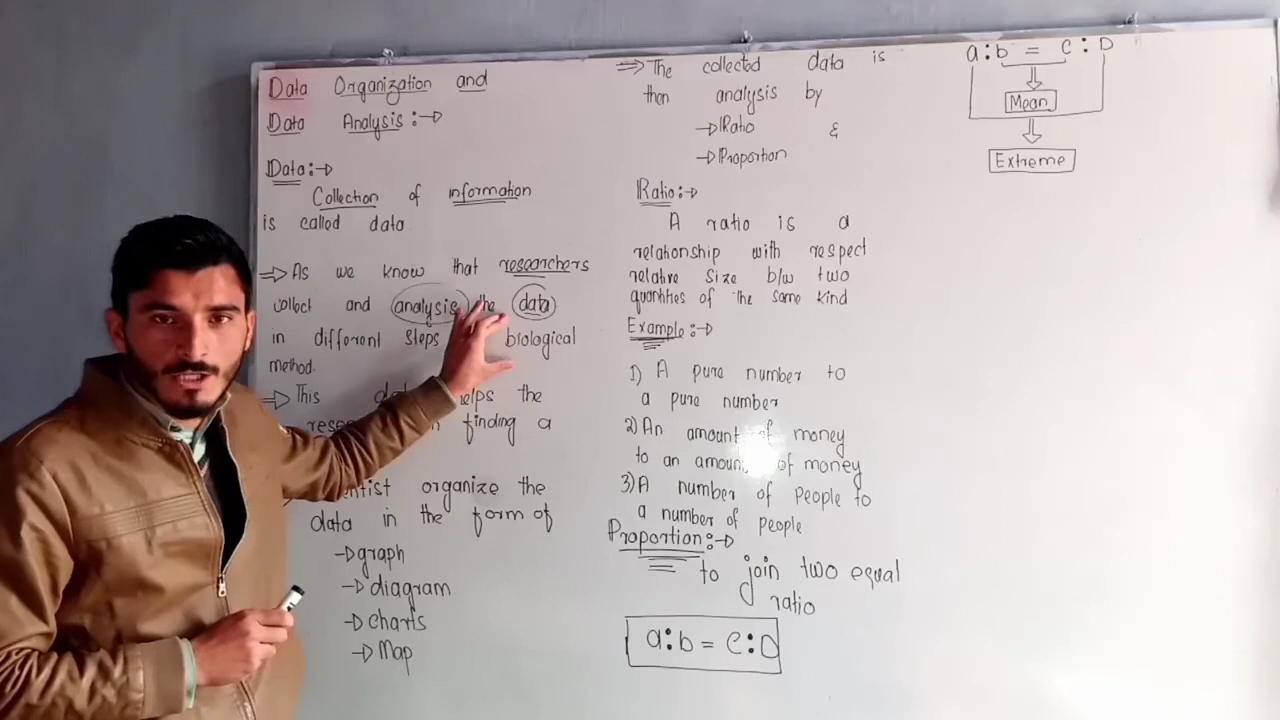 Data Organization and
Data Analysis:→
Data:→
Collection of information
is called data
⇒ As we know that researchers
collect and analysis the data
in different steps biological
method.
⇒ This helps the
finding a
organize the
data in the form of
→graph
→diagram
→charts
→Map
⇒ The collected data is
then analysis by
→Ratio &
→Proportion
Ratio:→
A ratio is a
relationship with respect
relative size b/w two
quantities of the same kind
Example:→
1) A pure number to
a pure number
2) An amount of money
to an amount of money
3) A number of people to
a number of people
Proportion:→
to join two equal
ratio
a:b = c:D
a:b = c:D
Mean
Extreme